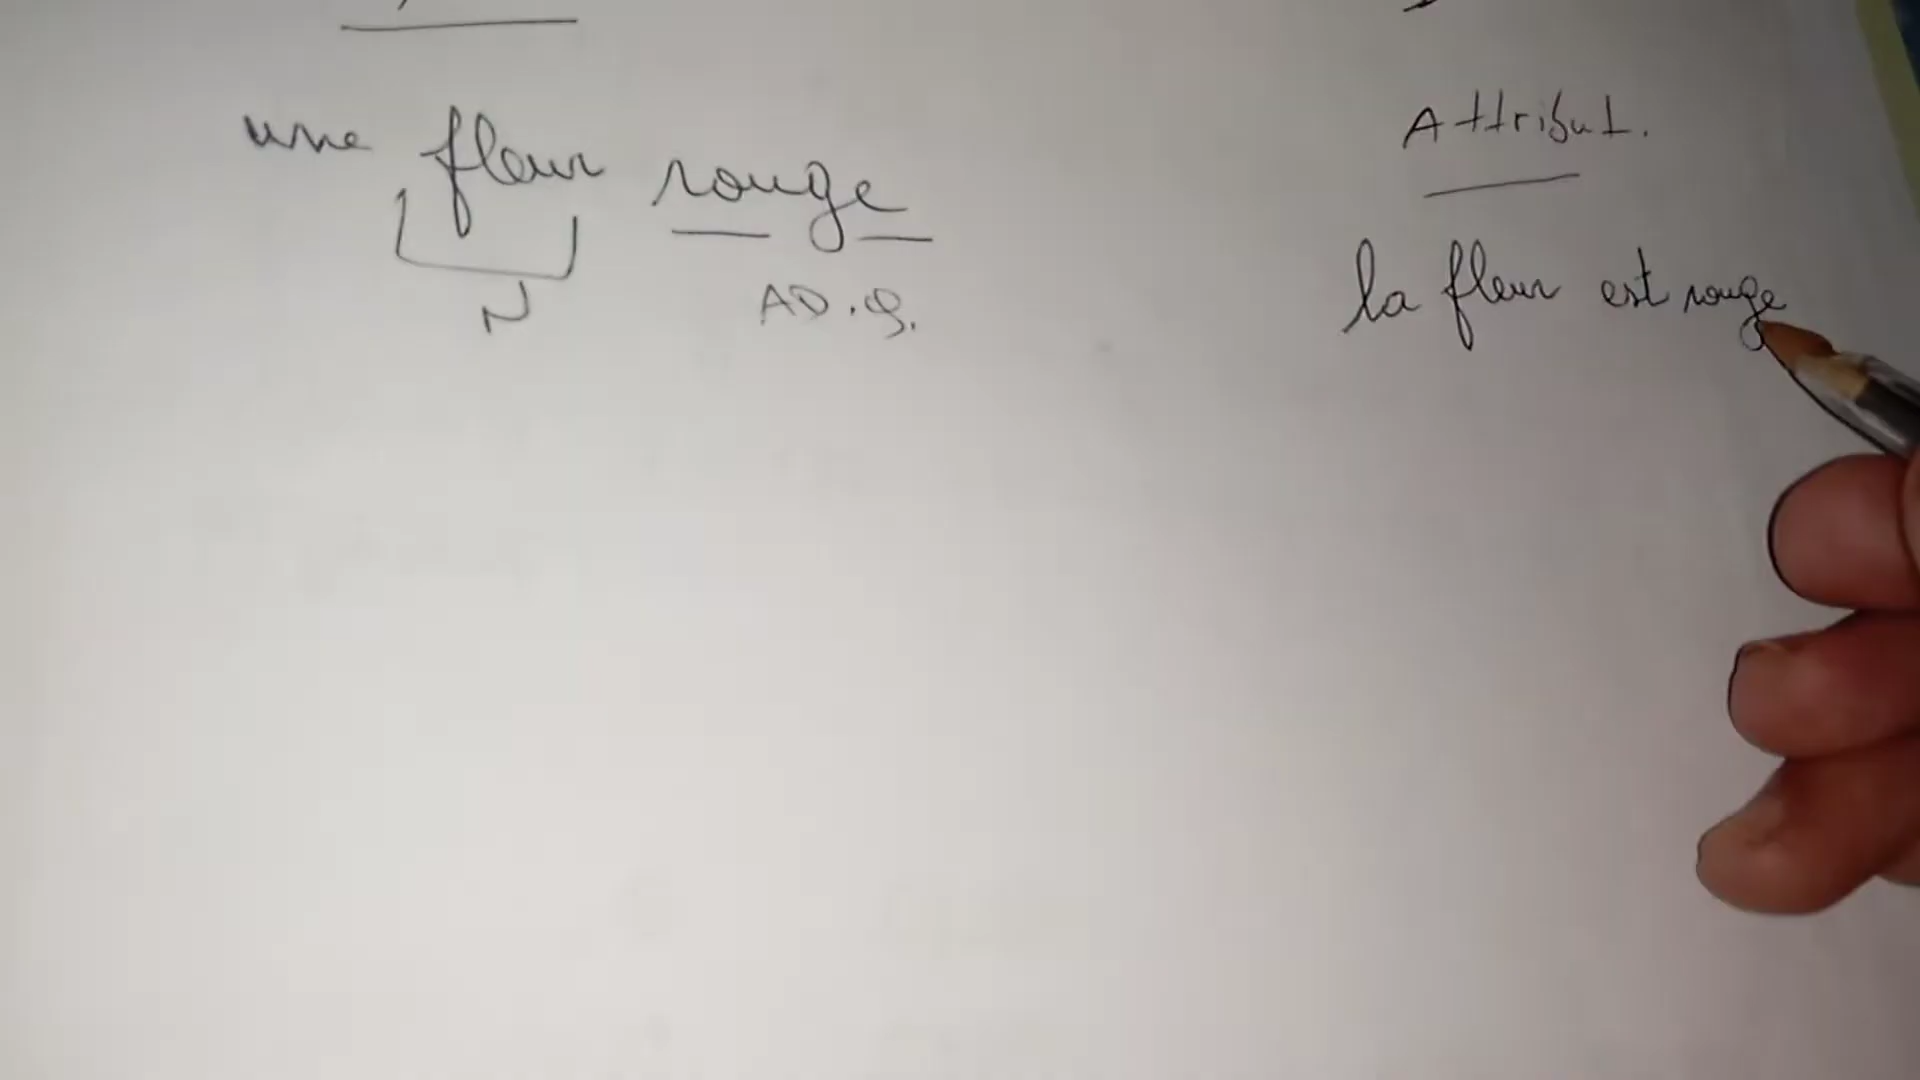 une fleur rouge
N AD.Q.
Attribut.
la fleur est rouge